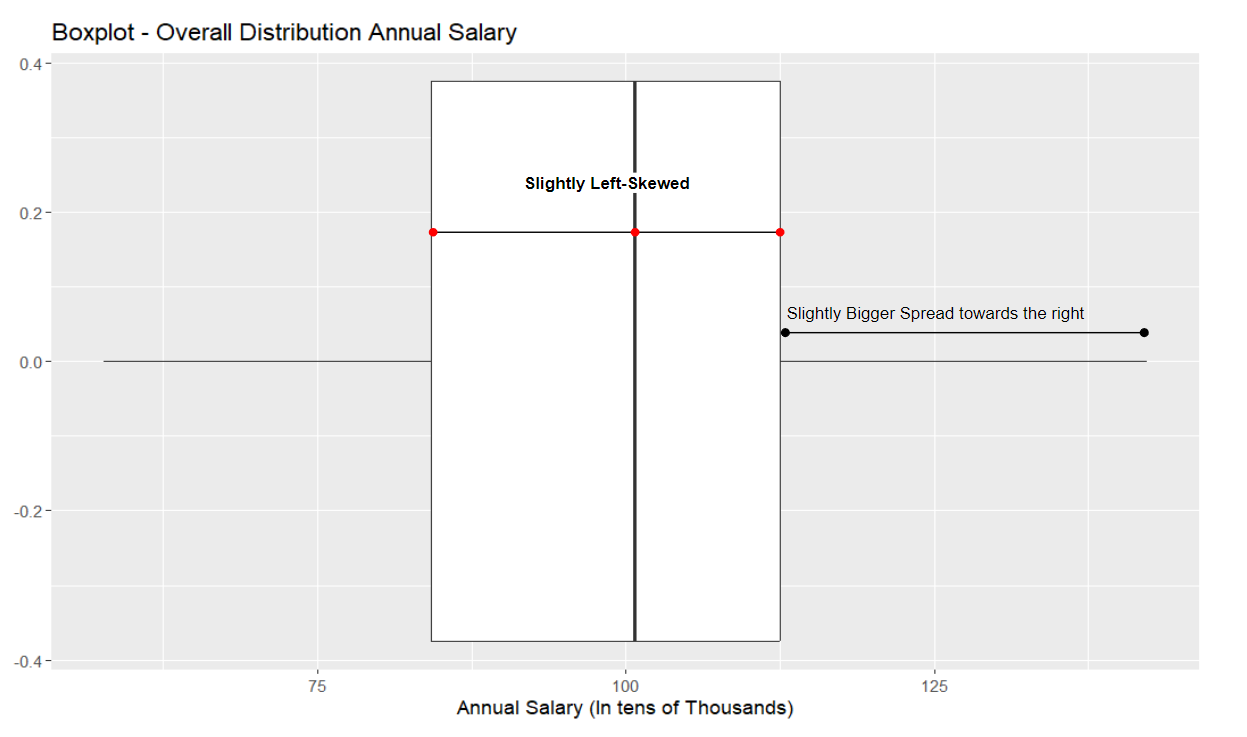 Boxplot - Overall Distribution Annual Salary
0.4
Slightly Left-Skewed
0.2
Slightly Bigger Spread towards the right
0.0
-0.2
-0.4
75 100 125
Annual Salary (In tens of Thousands)